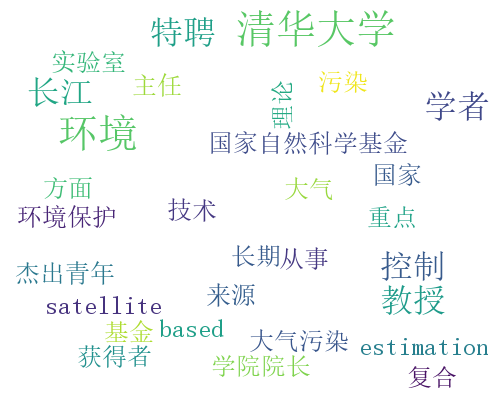 特聘 清华大学
实验室
长江 主任 理论 污染 学者
环境
国家自然科学基金
方面 大气 国家
环境保护 技术 重点
长期 从事 控制
杰出青年 来源 教授
satellite
基金 based 大气污染 estimation
获得者 学院院长 复合